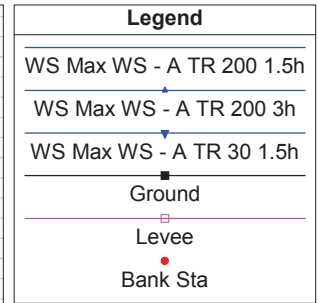 Legend
WS Max WS - A TR 200 1.5h
WS Max WS - A TR 200 3h
WS Max WS - A TR 30 1.5h
Ground
Levee
Bank Sta